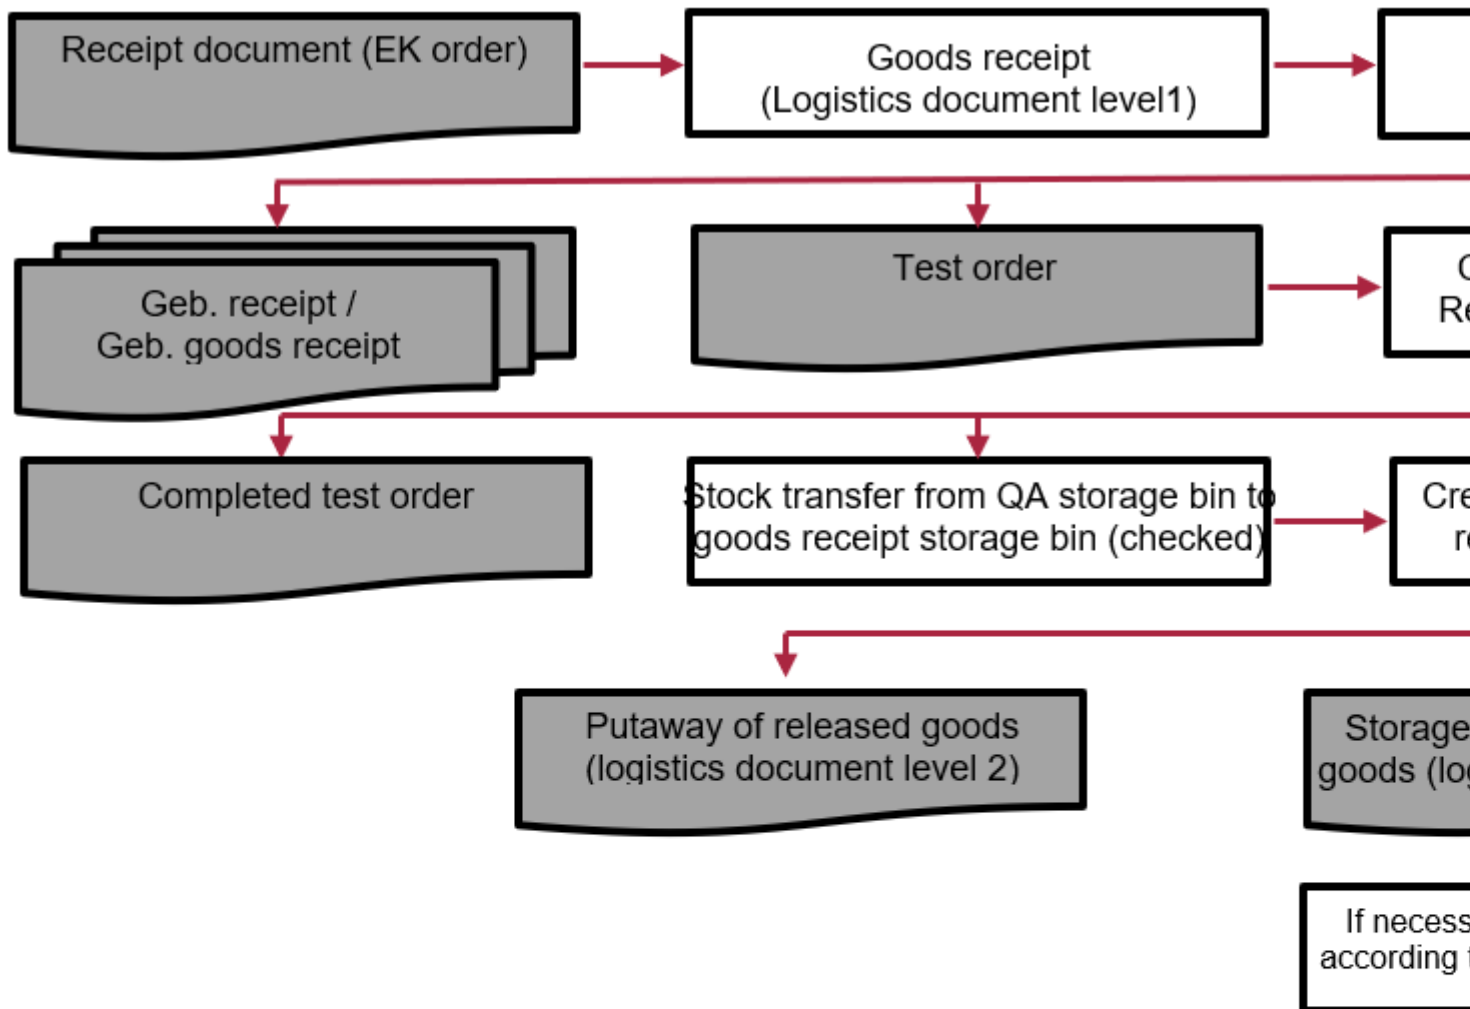 Receipt document (EK order)
Goods receipt
(Logistics document level1)
Geb. receipt /
Geb. goods receipt
Test order
Completed test order
Stock transfer from QA storage bin to
goods receipt storage bin (checked)
Putaway of released goods
(logistics document level 2)
Storage
goods
If necess
according